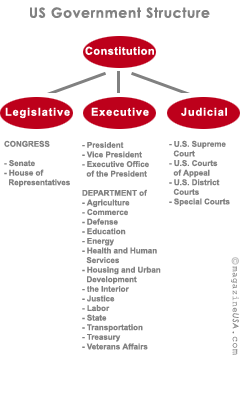 US Government Structure
Constitution
Legislative
Executive
Judicial
CONGRESS
- Senate
- House of
Representatives
- President
- Vice President
- Executive Office
of the President
DEPARTMENT of
- Agriculture
- Commerce
- Defense
- Education
- Energy
- Health and Human
Services
- Housing and Urban
Development
- the Interior
- Justice
- Labor
- State
- Transportation
- Treasury
- Veterans Affairs
- U.S. Supreme
Court
- U.S. Courts
of Appeal
- U.S. District
Courts
- Special Courts
©magazineUSA.com